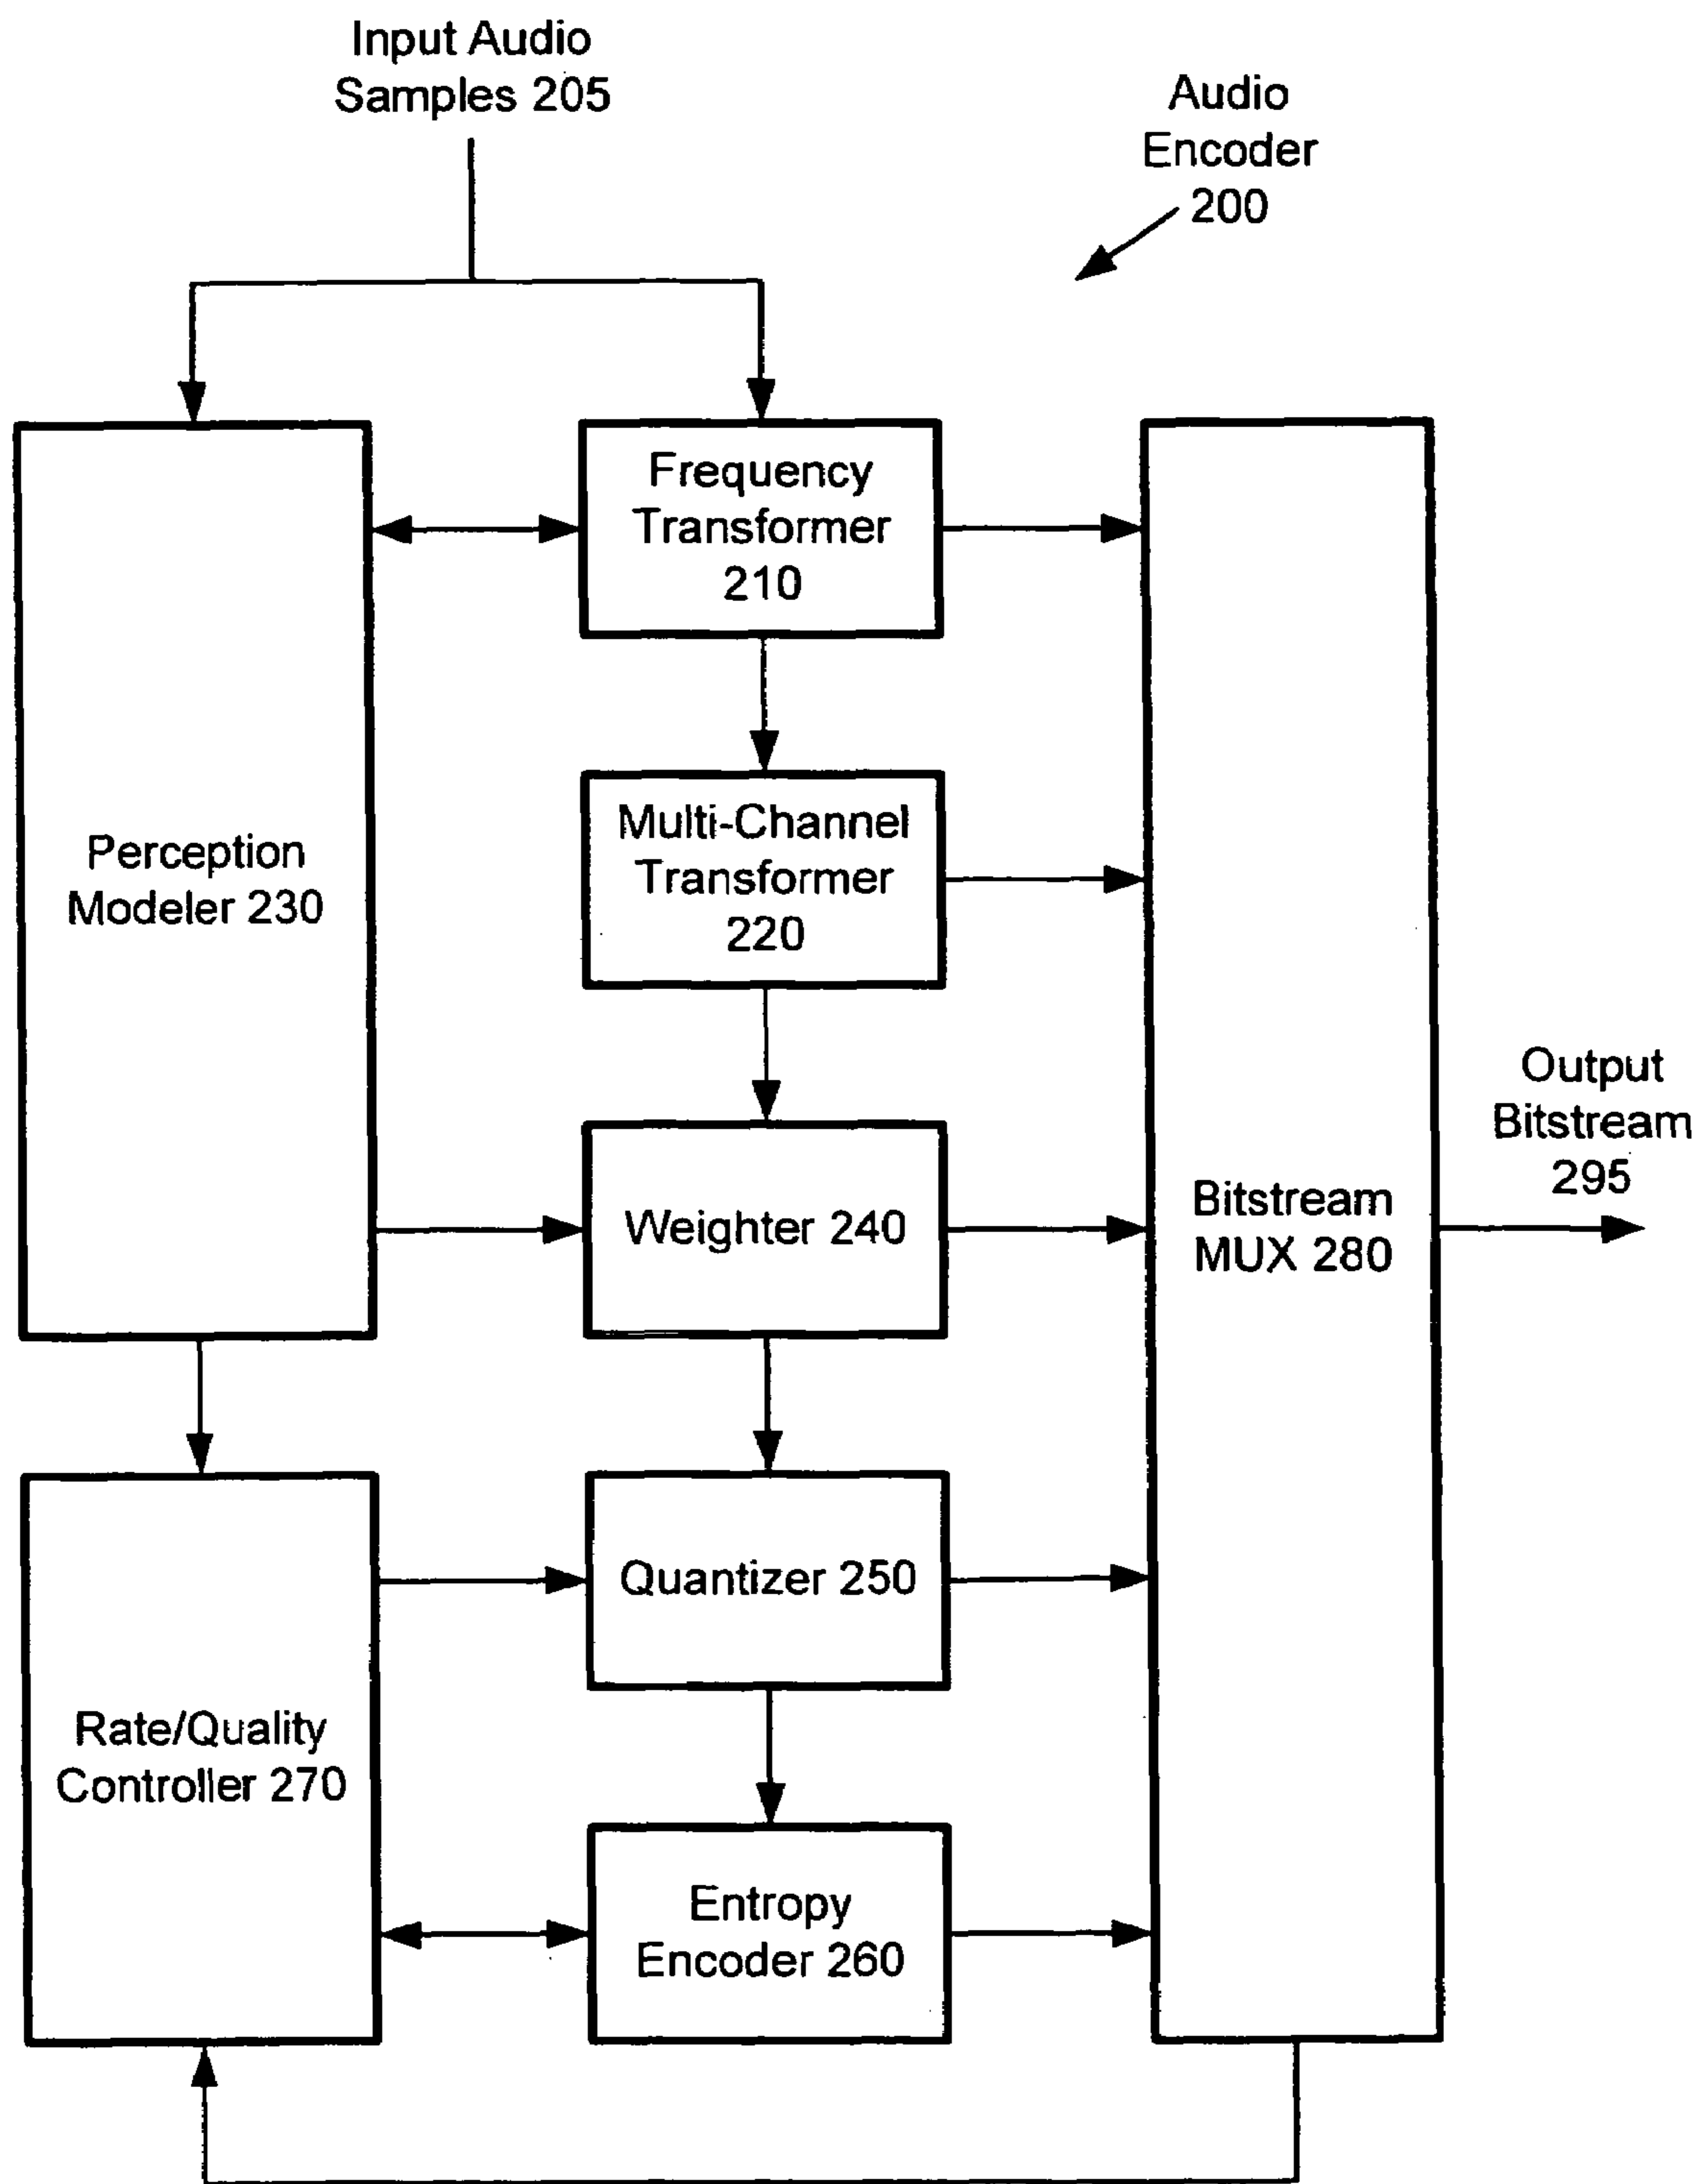 Input Audio
Samples 205
Audio
Encoder
200
Frequency
Transformer
210
Multi-Channel
Transformer
220
Perception
Modeler 230
Weighter 240
Output
Bitstream
295
Bitstream
MUX 280
Quantizer 250
Rate/Quality
Controller 270
Entropy
Encoder 260